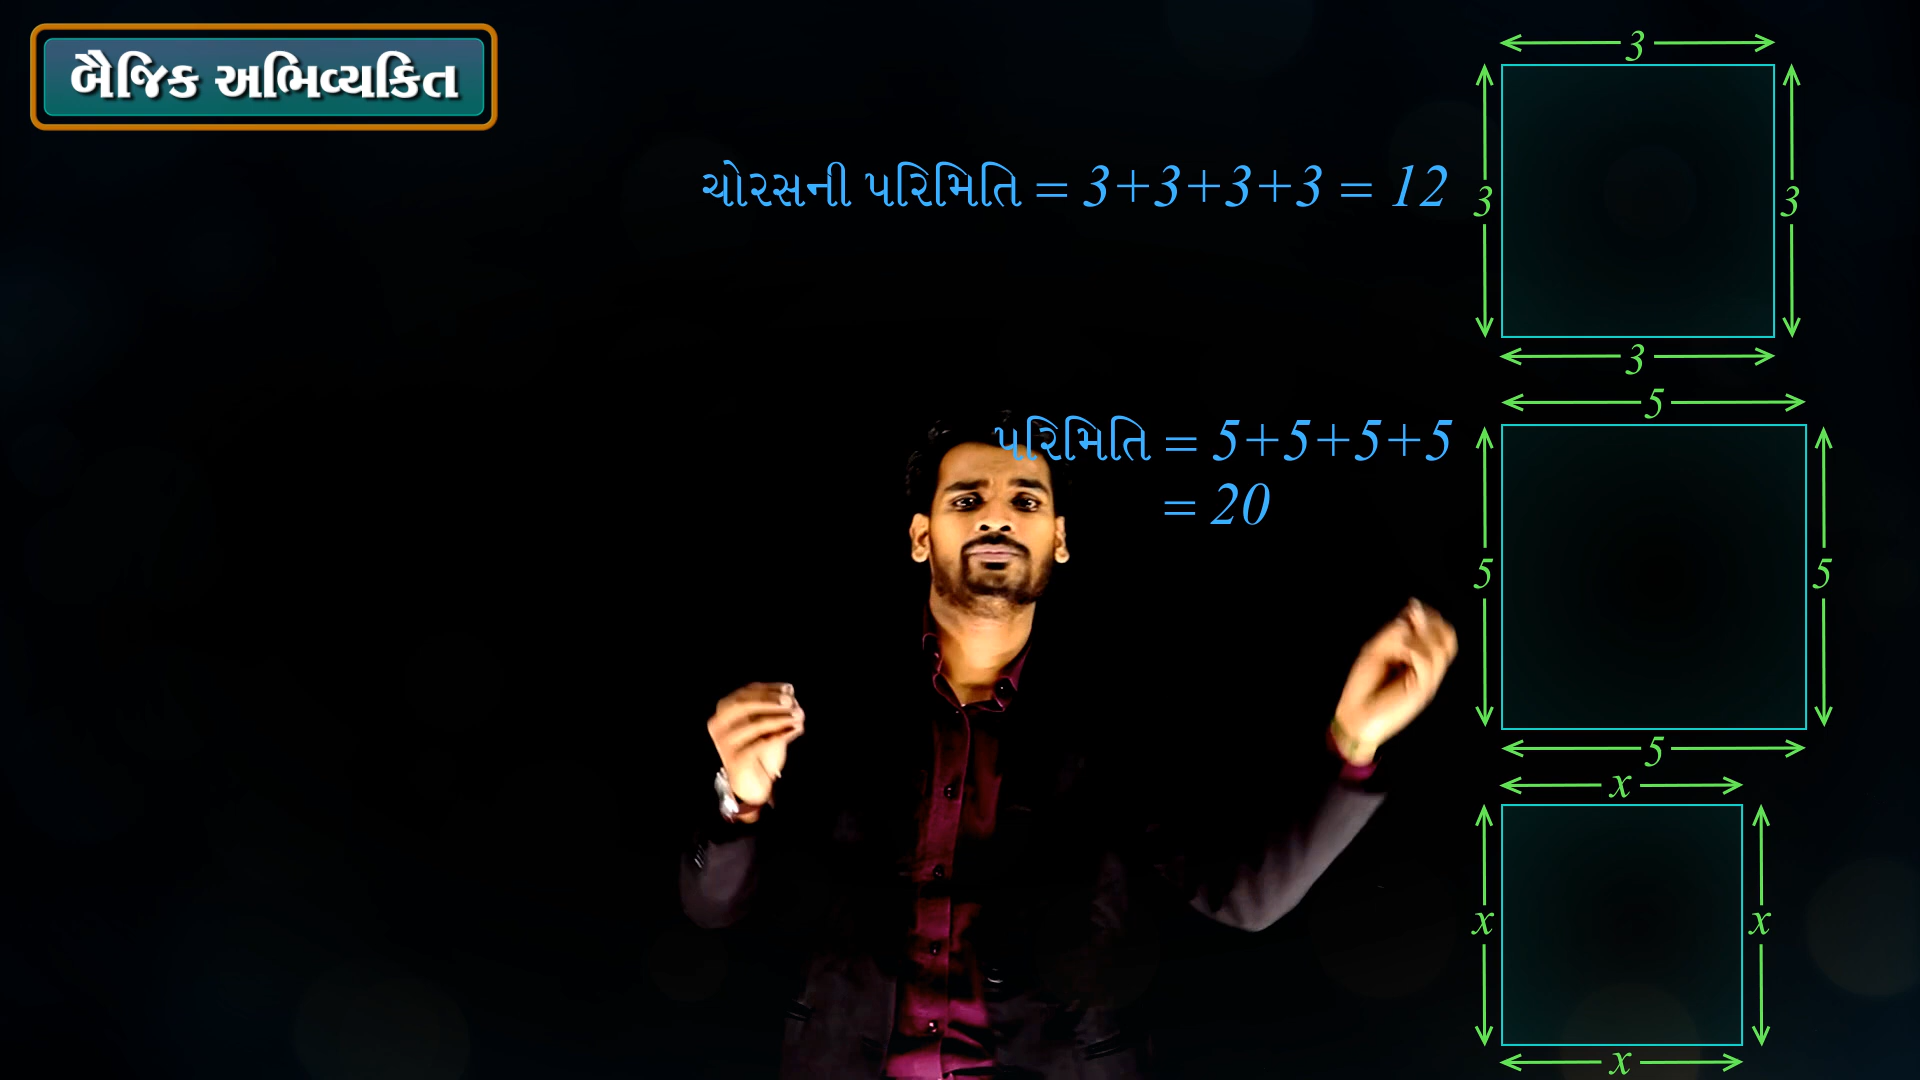 બૈજિક અભિવ્યકિત
3
ચોરસની પરિમિતિ = 3+3+3+3 = 12
3
3
3
5
પરિમિતિ = 5+5+5+5
= 20
5
5
5
x
x
x
x